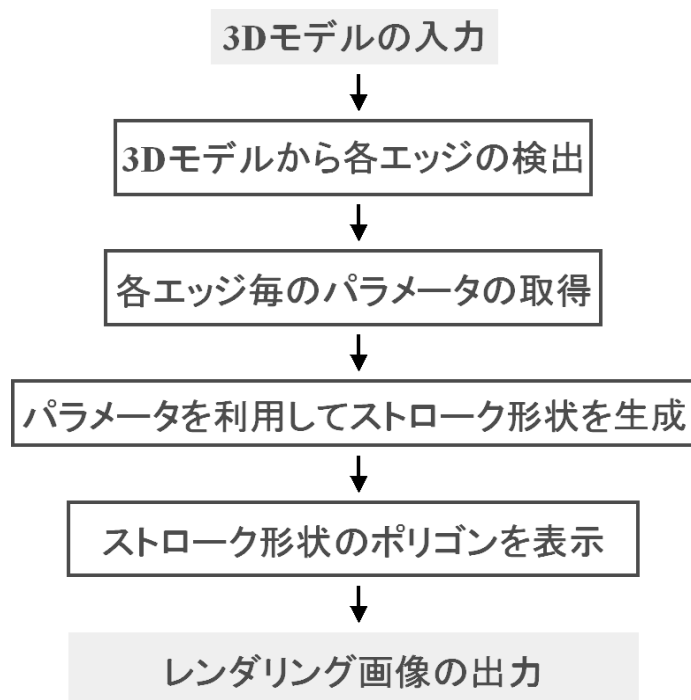 3Dモデルの入力
3Dモデルから各エッジの検出
各エッジ毎のパラメータの取得
パラメータを利用してストローク形状を生成
ストローク形状のポリゴンを表示
レンダリング画像の出力